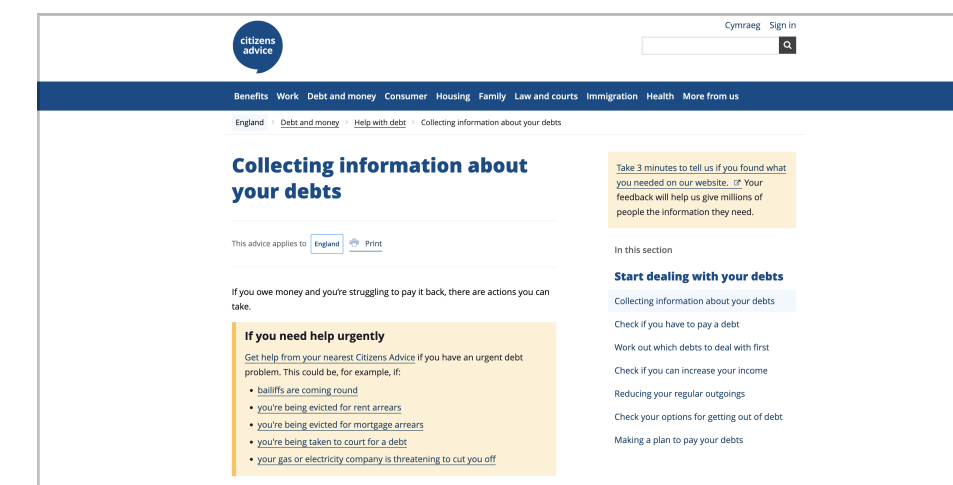 citizens
advice
Cymraeg Sign in
Benefits Work Debt and money Consumer Housing Family Law and courts Immigration Health More from us
England > Debt and money > Help with debt > Collecting information about your debts
Collecting information about
your debts
This advice applies to England Print
If you owe money and you're struggling to pay it back, there are actions you can
take.
If you need help urgently
Get help from your nearest Citizens Advice if you have an urgent debt
problem. This could be, for example, if:
• bailiffs are coming round
• you're being evicted for rent arrears
• you're being evicted for mortgage arrears
• you're being taken to court for a debt
• your gas or electricity company is threatening to cut you off
Take 3 minutes to tell us if you found what
you needed on our website. Your
feedback will help us give millions of
people the information they need.
In this section
Start dealing with your debts
Collecting information about your debts
Check if you have to pay a debt
Work out which debts to deal with first
Check if you can increase your income
Reducing your regular outgoings
Check your options for getting out of debt
Making a plan to pay your debts